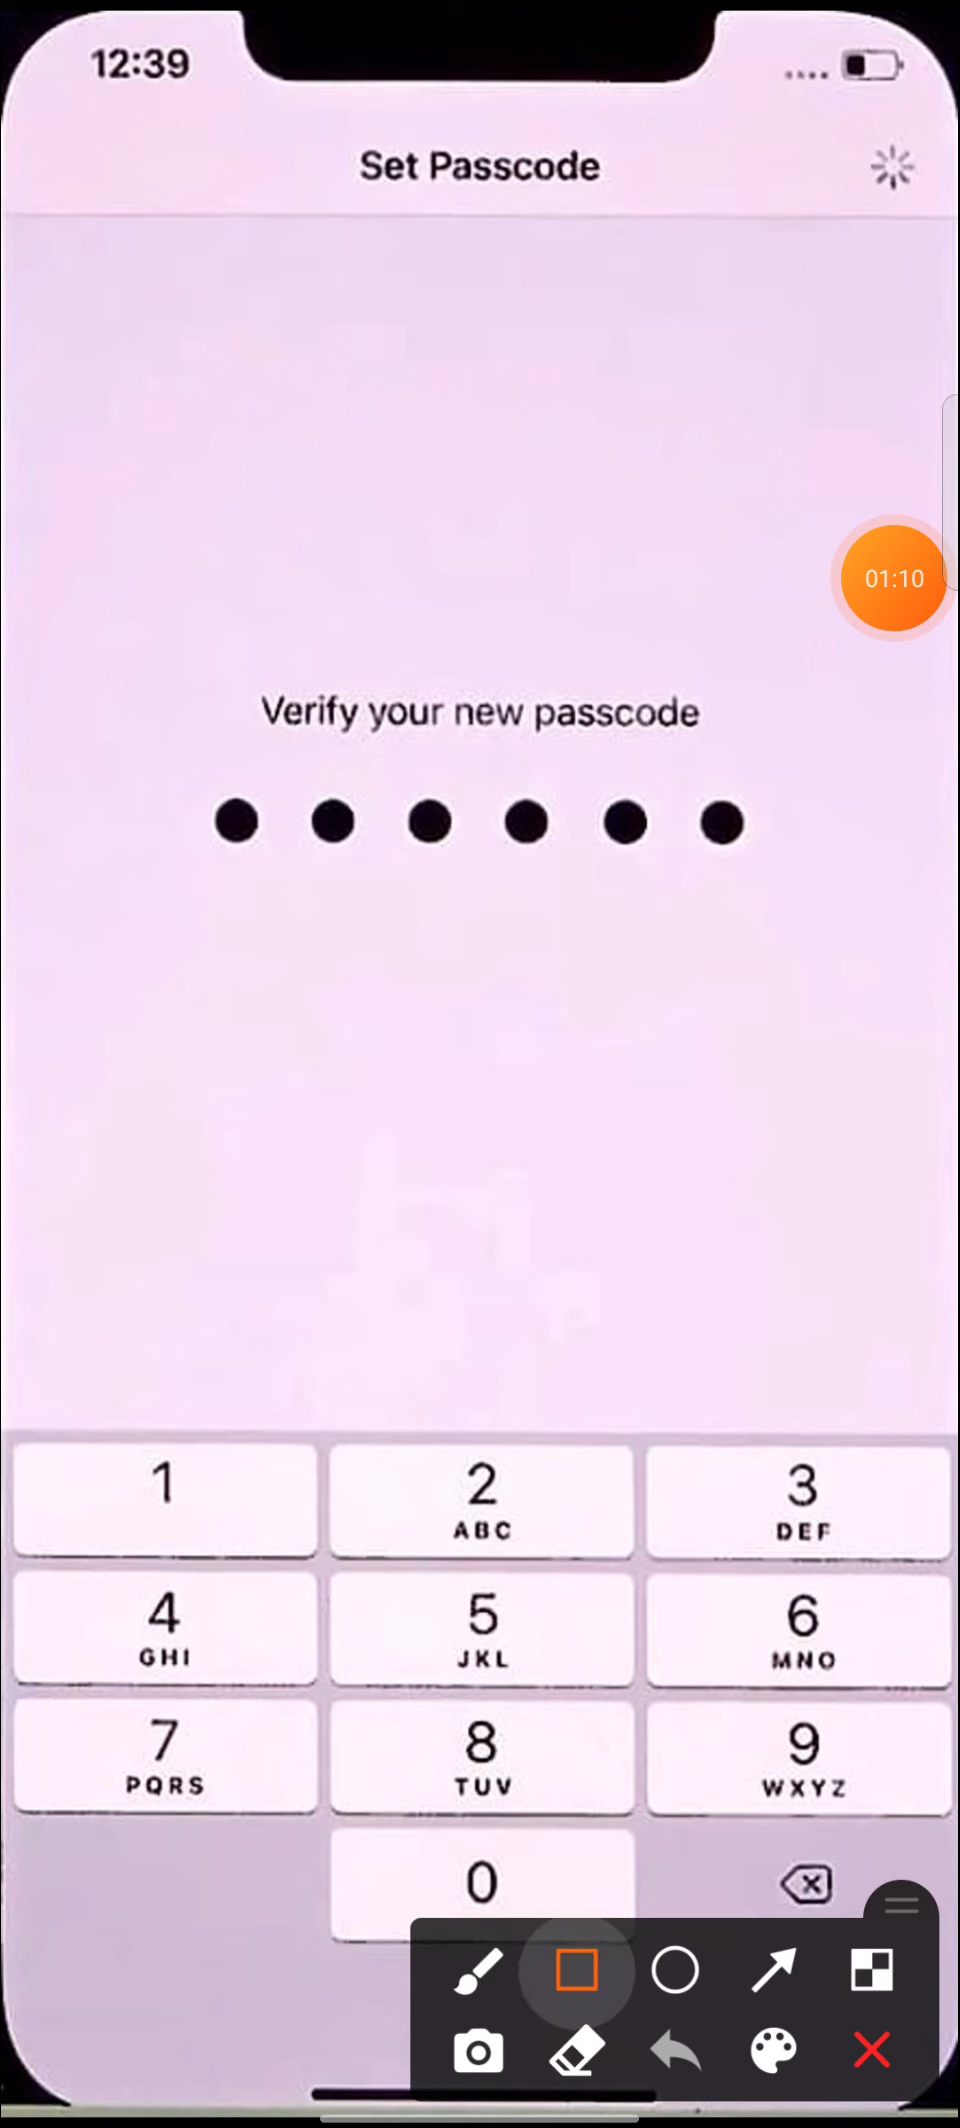 12:39
Set Passcode
01:10
Verify your new passcode
1
2
ABC
3
DEF
4
GHI
5
JKL
6
MNO
7
PQRS
8
TUV
9
WXYZ
0